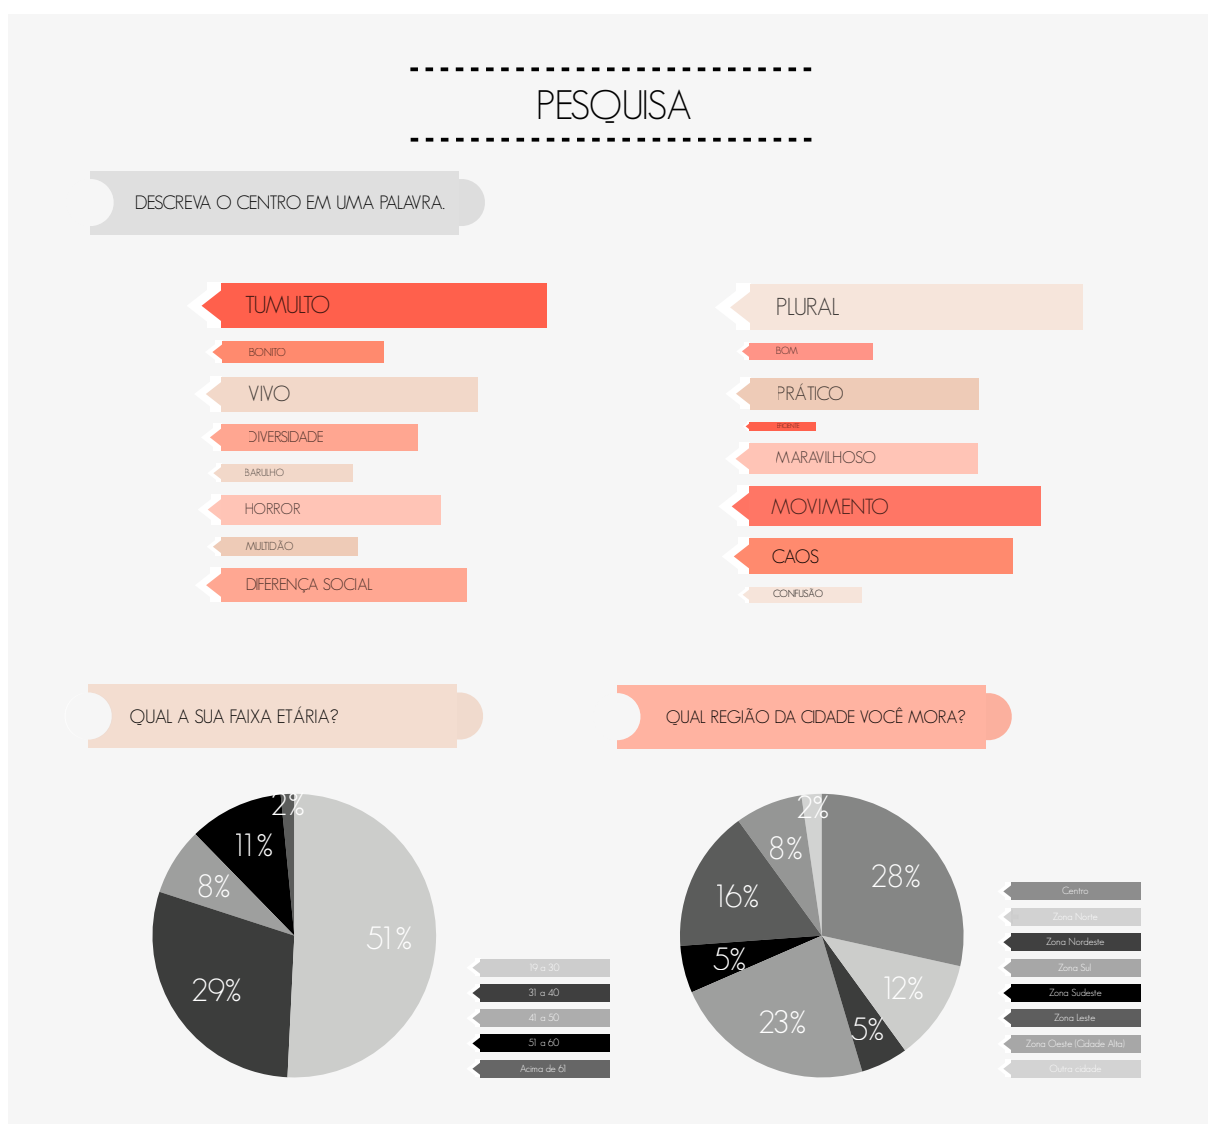 PESQUISA
DESCREVA O CENTRO EM UMA PALAVRA.
TUMULTO
BONITO
VIVO
DIVERSIDADE
BARULHO
HORROR
MULTIDÃO
DIFERENÇA SOCIAL
PLURAL
BOM
PRÁTICO
MARAVILHOSO
MOVIMENTO
CAOS
CONFUSÃO
QUAL A SUA FAIXA ETÁRIA?
2%
11%
8%
51%
29%
19 a 30
31 a 40
41 a 50
51 a 60
Acima de 61
QUAL REGIÃO DA CIDADE VOCÊ MORA?
2%
8%
28%
16%
5%
12%
23%
5%
Centro
Zona Norte
Zona Nordeste
Zona Sul
Zona Sudeste
Zona Leste
Zona Oeste (Cidade Alta)
Outra cidade